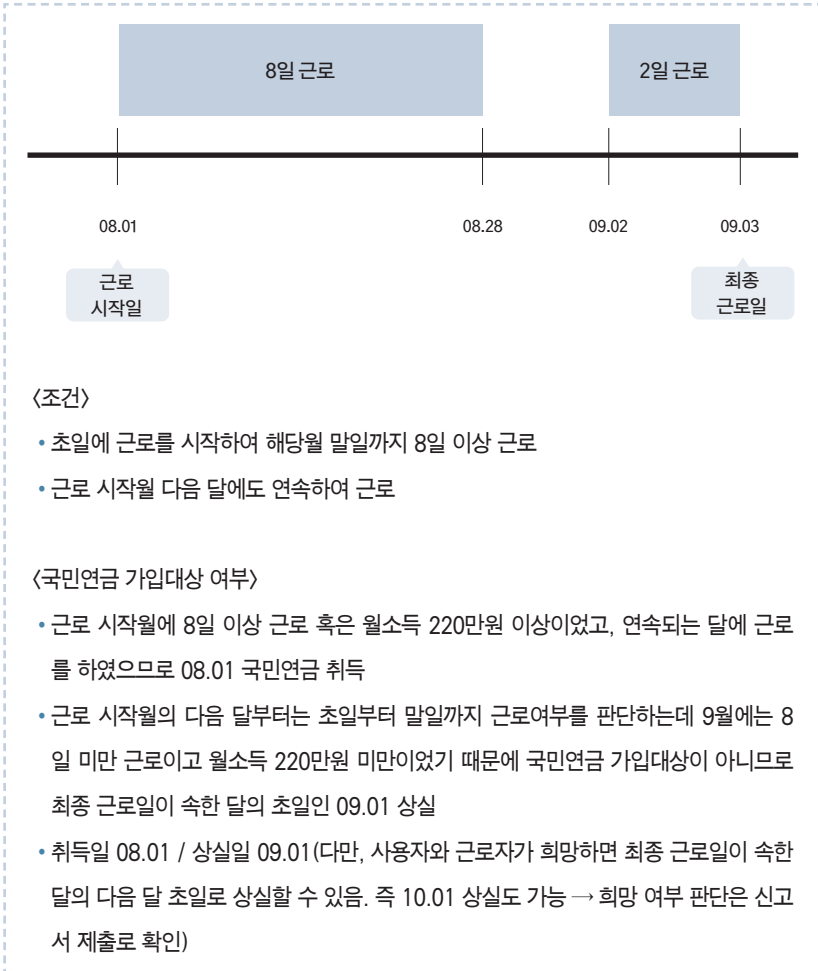 8일 근로
2일 근로
08.01
08.28
09.02
09.03
근로
시작일
최종
근로일
〈조건〉
• 초일에 근로를 시작하여 해당월 말일까지 8일 이상 근로
• 근로 시작월 다음 달에도 연속하여 근로
〈국민연금 가입대상 여부〉
• 근로 시작월에 8일 이상 근로 혹은 월소득 220만원 이상이었고, 연속되는 달에 근로
를 하였으므로 08.01 국민연금 취득
• 근로 시작월의 다음 달부터는 초일부터 말일까지 근로여부를 판단하는데 9월에는 8
일 미만 근로이고 월소득 220만원 미만이었기 때문에 국민연금 가입대상이 아니므로
최종 근로일이 속한 달의 초일인 09.01 상실
• 취득일 08.01 / 상실일 09.01(다만, 사용자와 근로자가 희망하면 최종 근로일이 속한
달의 다음 달 초일로 상실할 수 있음. 즉 10.01 상실도 가능 → 희망 여부 판단은 신고
서 제출로 확인)